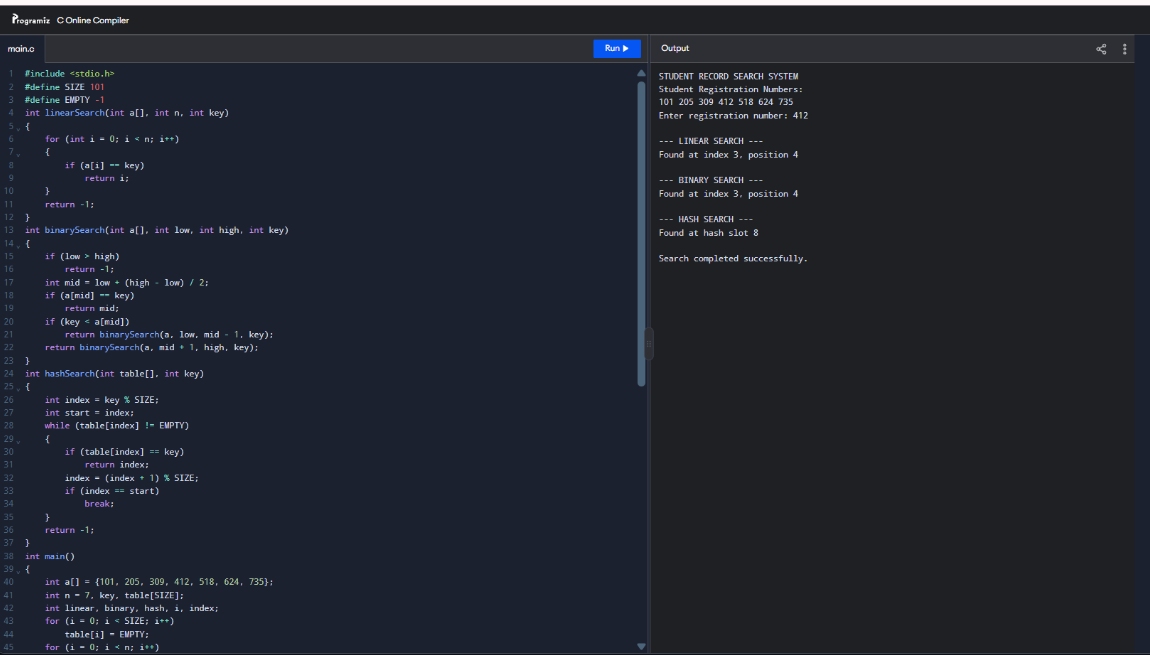 Programiz C Online Compiler
main.c
Run
Output
1 #include <stdio.h>
2 #define SIZE 101
3 #define EMPTY -1
4 int linearSearch(int a[], int n, int key)
5 {
6     for (int i = 0; i < n; i++)
7     {
8         if (a[i] == key)
9             return i;
10     }
11     return -1;
12 }
13 int binarySearch(int a[], int low, int high, int key)
14 {
15     if (low > high)
16         return -1;
17     int mid = low + (high - low) / 2;
18     if (a[mid] == key)
19         return mid;
20     if (key < a[mid])
21         return binarySearch(a, low, mid - 1, key);
22     return binarySearch(a, mid + 1, high, key);
23 }
24 int hashSearch(int table[], int key)
25 {
26     int index = key % SIZE;
27     int start = index;
28     while (table[index] != EMPTY)
29     {
30         if (table[index] == key)
31             return index;
32         index = (index + 1) % SIZE;
33         if (index == start)
34             break;
35     }
36     return -1;
37 }
38 int main()
39 {
40     int a[] = {101, 205, 309, 412, 518, 624, 735};
41     int n = 7, key, table[SIZE];
42     int linear, binary, hash, i, index;
43     for (i = 0; i < SIZE; i++)
44         table[i] = EMPTY;
45     for (i = 0; i < n; i++)
STUDENT RECORD SEARCH SYSTEM
Student Registration Numbers:
101 205 309 412 518 624 735
Enter registration number: 412
--- LINEAR SEARCH ---
Found at index 3, position 4
--- BINARY SEARCH ---
Found at index 3, position 4
--- HASH SEARCH ---
Found at hash slot 8
Search completed successfully.